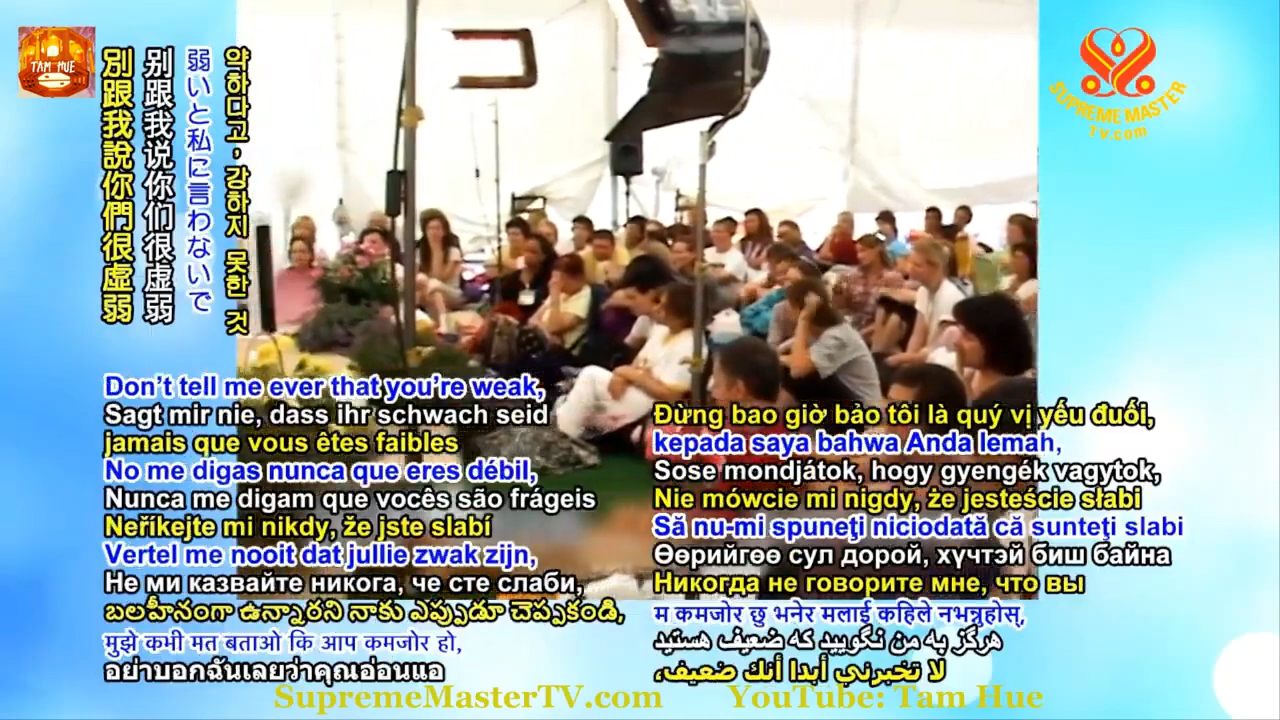 TAM HUE
別跟我說你們很虛弱
别跟我说你们很虚弱
弱いと私に言わないで
약하다고, 강하지 못한 것
SUPREME MASTER
TV.com
Don't tell me ever that you're weak,
Sagt mir nie, dass ihr schwach seid
jamais que vous êtes faibles
No me digas nunca que eres débil,
Nunca me digam que vocês são frágeis
Neříkejte mi nikdy, že jste slabí
Vertel me nooit dat jullie zwak zijn,
Не ми казвайте никога, че сте слаби,
బలహీనంగా ఉన్నారని నాకు ఎప్పుడూ చెప్పకండి,
मुझे कभी मत बताओ कि आप कमजोर हो,
อย่าบอกฉันเลยว่าคุณอ่อนแอ
Đừng bao giờ bảo tôi là quý vị yếu đuối,
kepada saya bahwa Anda lemah,
Sose mondjátok, hogy gyengék vagytok,
Nie mówcie mi nigdy, że jesteście słabi
Să nu-mi spuneţi niciodată că sunteţi slabi
Өөрийгөө сул дорой, хүчтэй биш байна
Никогда не говорите мне, что вы
म कमजोर छु भनेर मलाई कहिले नभन्नुहोस्,
هرگز به من نگویید که ضعیف هستید
لا تخبرني أبدا أنك ضعيف،
SupremeMasterTV.com
YouTube: Tam Hue